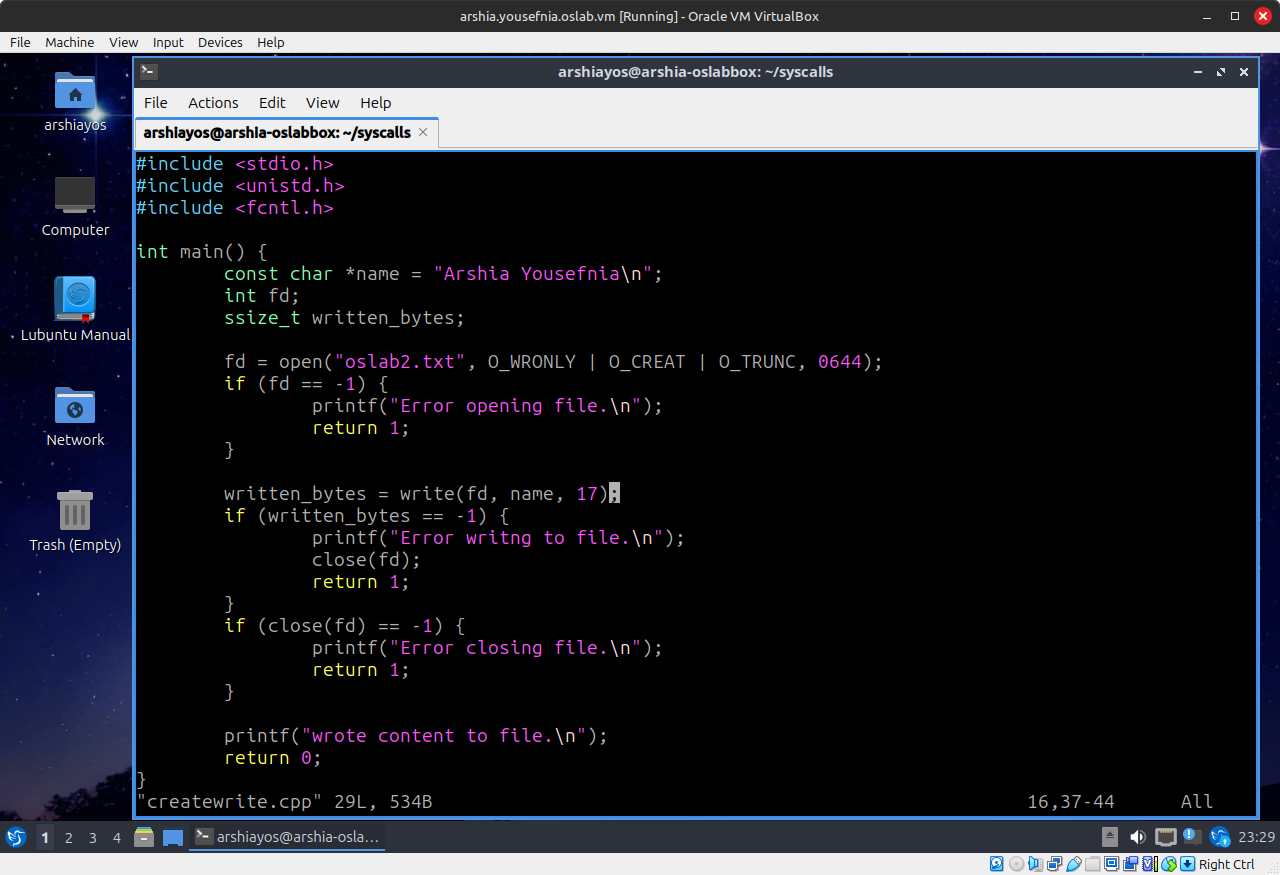 arshia.yousefnia.oslab.vm [Running] - Oracle VM VirtualBox
File Machine View Input Devices Help
arshiayos@arshia-oslabbox: ~/syscalls
File Actions Edit View Help
arshiayos@arshia-oslabbox: ~/syscalls
arshiayos
Computer
Lubuntu Manual
Network
Trash (Empty)
#include <stdio.h>
#include <unistd.h>
#include <fcntl.h>
int main() {
const char *name = "Arshia Yousefnia\n";
int fd;
ssize_t written_bytes;
fd = open("oslab2.txt", O_WRONLY | O_CREAT | O_TRUNC, 0644);
if (fd == -1) {
printf("Error opening file.\n");
return 1;
}
written_bytes = write(fd, name, 17);
if (written_bytes == -1) {
printf("Error writng to file.\n");
close(fd);
return 1;
}
if (close(fd) == -1) {
printf("Error closing file.\n");
return 1;
}
printf("wrote content to file.\n");
return 0;
}
"createwrite.cpp" 29L, 534B 16,37-44 All
1 2 3 4 arshiayos@arshia-osla... 23:29
Right Ctrl